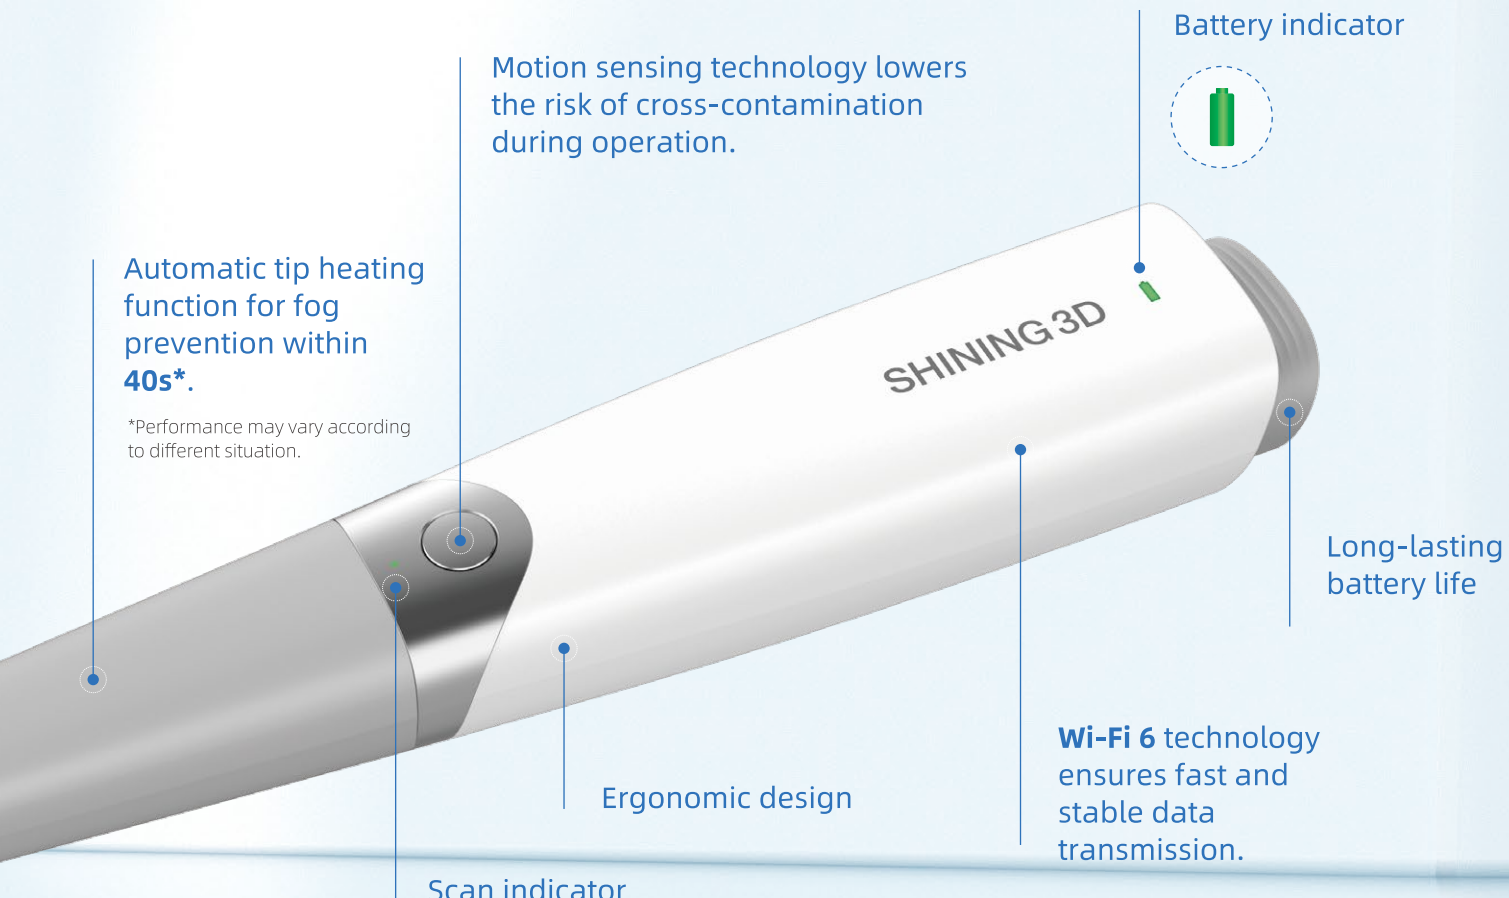 Battery indicator
Motion sensing technology lowers
the risk of cross-contamination
during operation.
Automatic tip heating
function for fog
prevention within
40s*.
*Performance may vary according
to different situation.
SHINING 3D
Long-lasting
battery life
Wi-Fi 6 technology
ensures fast and
stable data
transmission.
Ergonomic design
Scan indicator